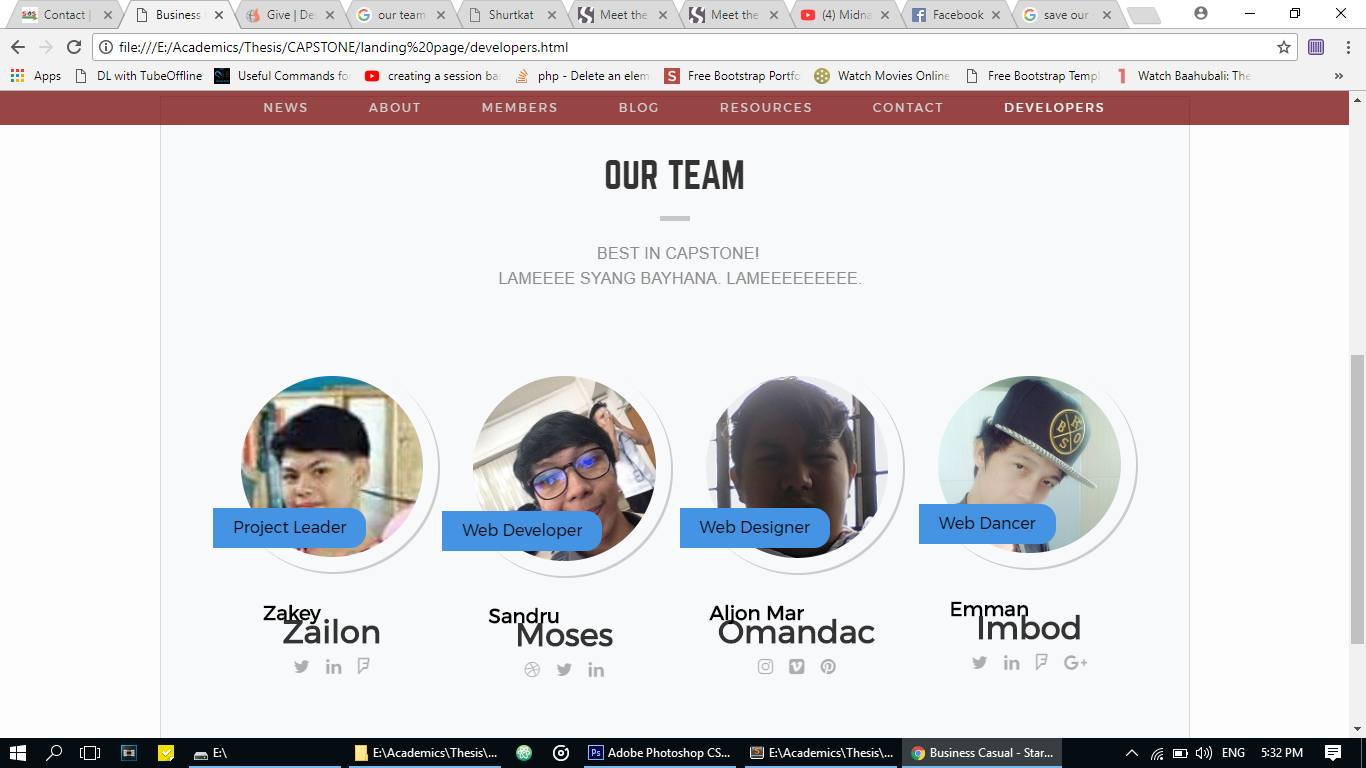 Contact |
Business
Give | De
our team
Shurtkat
Meet the
Meet the
(4) Midna
Facebook
save our
file:///E:/Academics/Thesis/CAPSTONE/landing%20page/developers.html
Apps
DL with TubeOffline
Useful Commands fo
creating a session ba
php - Delete an elem
Free Bootstrap Portfo
Watch Movies Online
Free Bootstrap Templ
Watch Baahubali: The
»
NEWS
ABOUT
MEMBERS
BLOG
RESOURCES
CONTACT
DEVELOPERS
OUR TEAM
BEST IN CAPSTONE!
LAMEEEE SYANG BAYHANA. LAMEEEEEEEEE.
Project Leader
Web Developer
Web Designer
Web Dancer
Zakey
Zailon
Sandru
Moses
Alion Mar
Omandac
Emman
Imbod
E:\
E:\Academics\Thesis\...
Adobe Photoshop CS...
E:\Academics\Thesis\...
Business Casual - Star...
ENG
5:32 PM